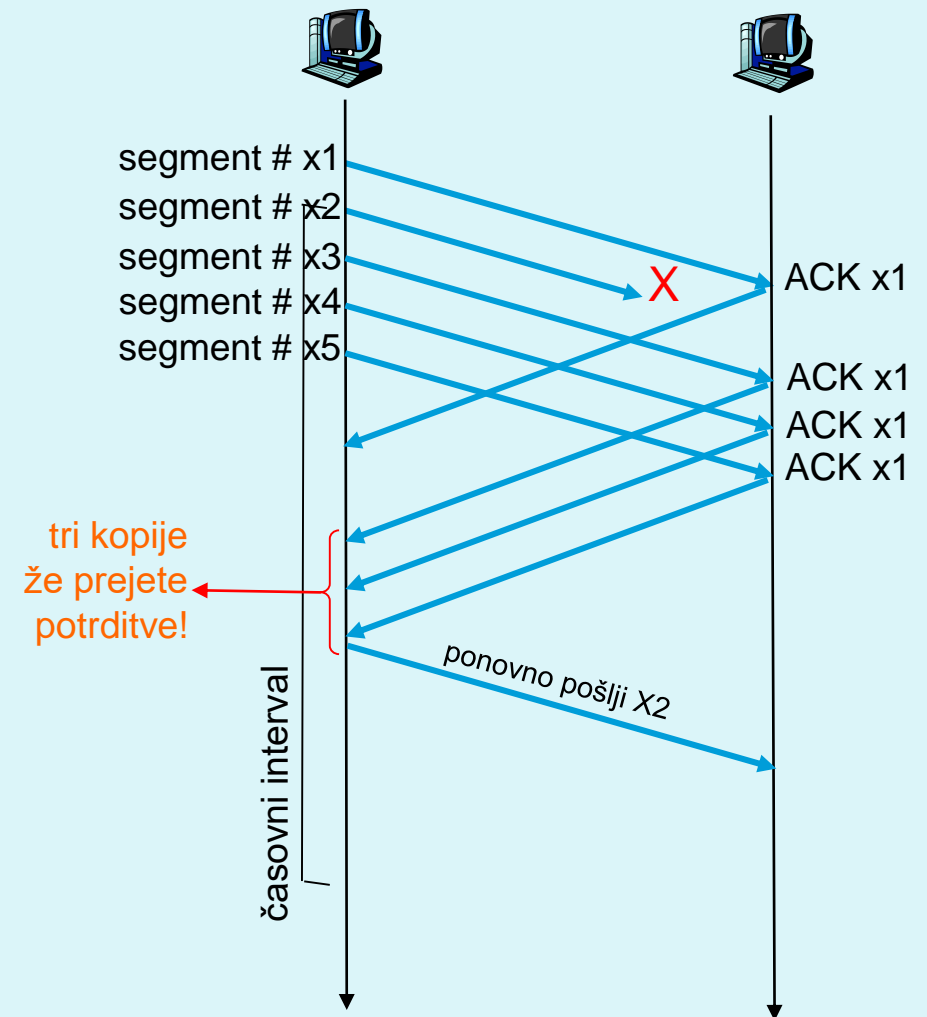 segment # x1
segment # x2
segment # x3
segment # x4
segment # x5
X
ACK x1
ACK x1
ACK x1
ACK x1
tri kopije
že prejete
potrditve!
ponovno pošlji X2
časovni interval